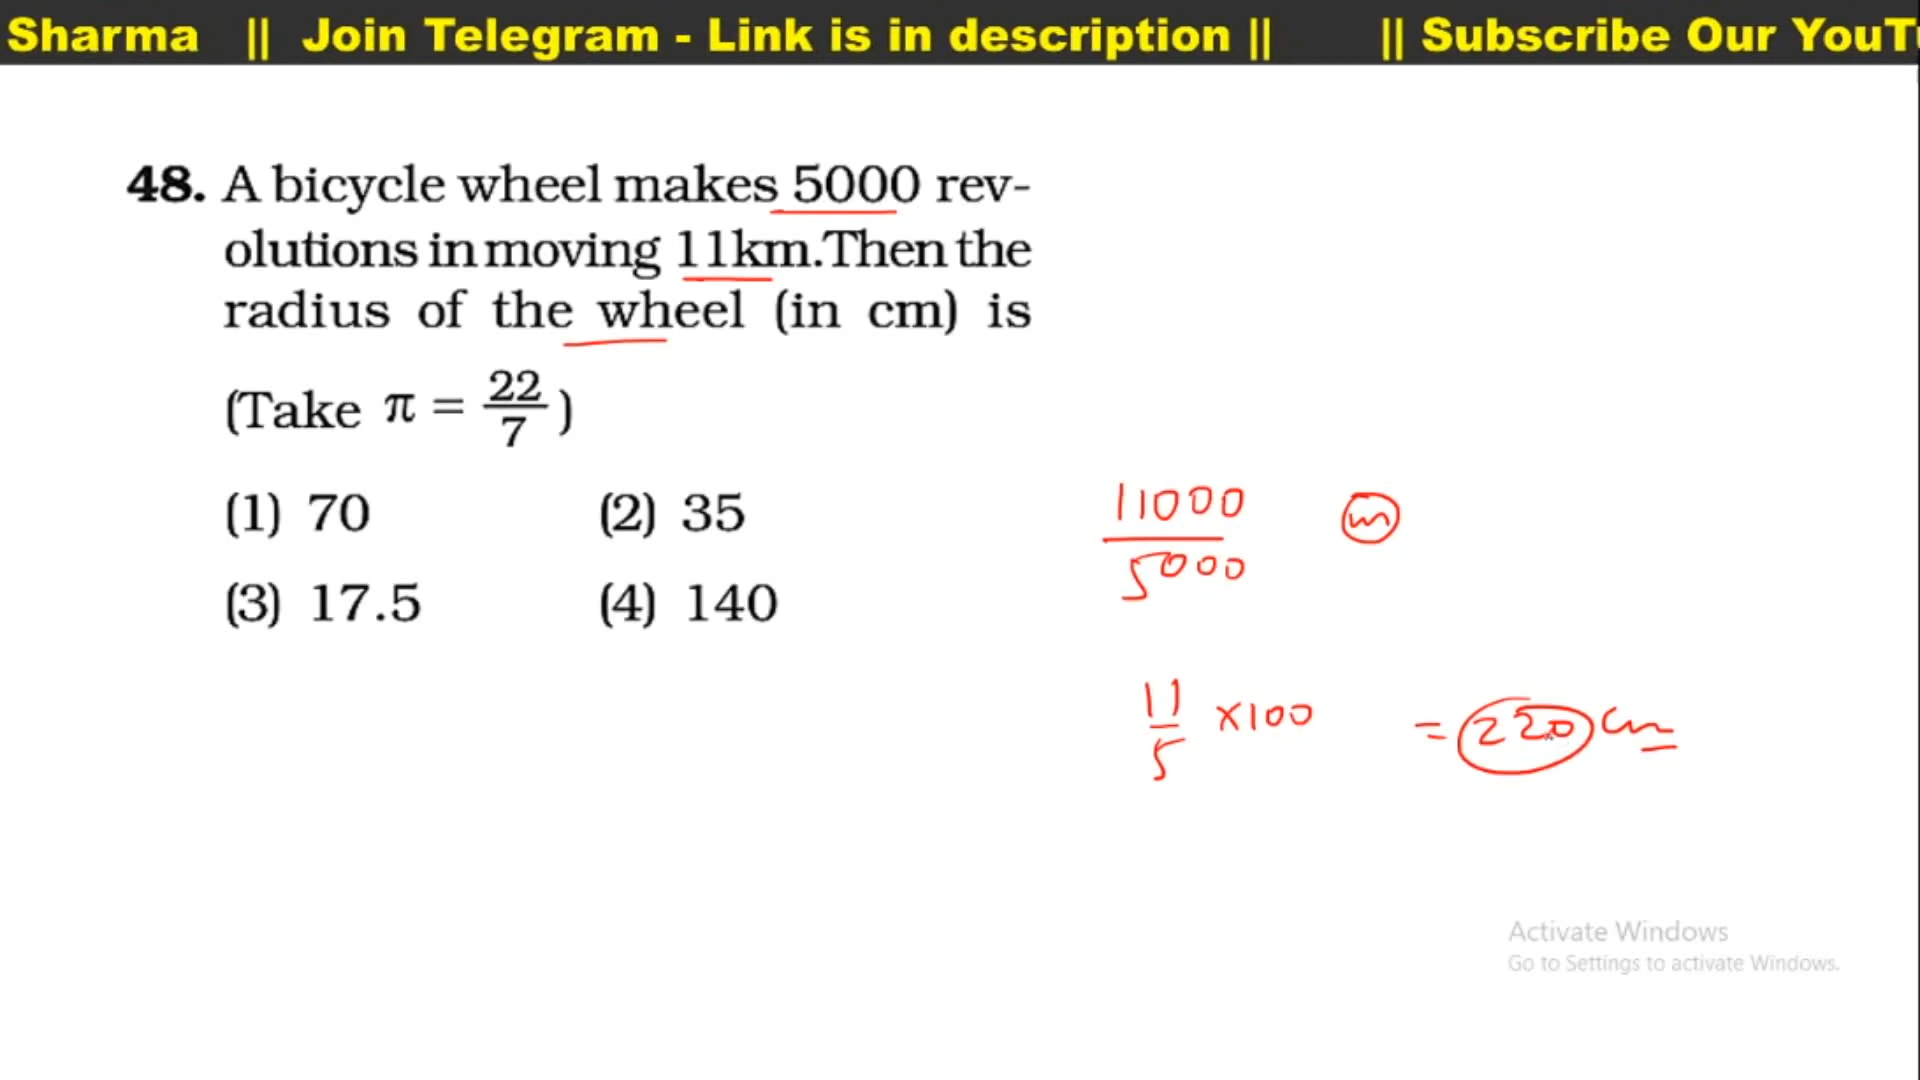 Sharma || Join Telegram - Link is in description || || Subscribe Our YouTu
48. A bicycle wheel makes 5000 rev-
olutions in moving 11km.Then the
radius of the wheel (in cm) is
(Take π = 22/7)
(1) 70 (2) 35
(3) 17.5 (4) 140
11000/5000 m
11/5 ×100 = 220 cm
Activate Windows
Go to Settings to activate Windows.